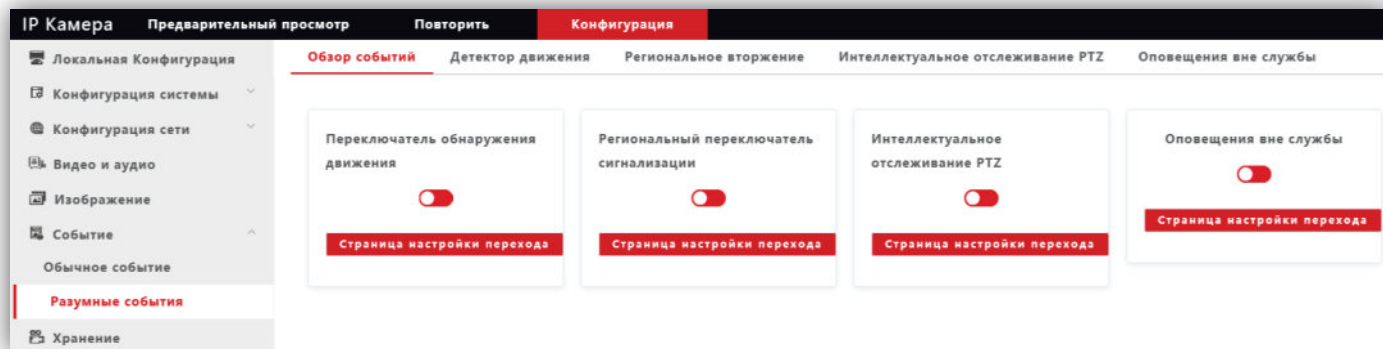 IP Камера Предварительный просмотр Повторить Конфигурация
Локальная Конфигурация
Конфигурация системы
Конфигурация сети
Видео и аудио
Изображение
Событие
Обычное событие
Разумные события
Хранение
Обзор событий Детектор движения Региональное вторжение Интеллектуальное отслеживание PTZ Оповещения вне службы
Переключатель обнаружения
движения
Страница настройки перехода
Региональный переключатель
сигнализации
Страница настройки перехода
Интеллектуальное
отслеживание PTZ
Страница настройки перехода
Оповещения вне службы
Страница настройки перехода